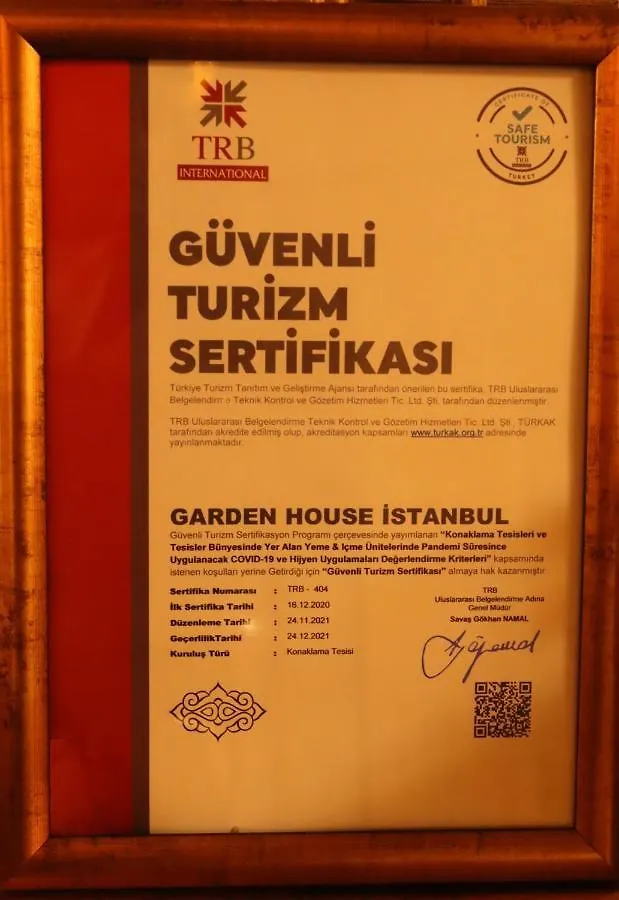 TRB
INTERNATIONAL
CERTIFICATE OF
SAFE
TOURISM
TRB
TURKEY
GÜVENLİ
TURİZM
SERTİFİKASI
Türkiye Turizm Tanıtım ve Geliştirme Ajansı tarafından önerilen bu sertifika, TRB Uluslararası
Belgelendirme Teknik Kontrol ve Gözetim Hizmetleri Tic. Ltd. Şti. tarafından düzenlenmiştir.
TRB Uluslararası Belgelendirme Teknik Kontrol ve Gözetim Hizmetleri Tic. Ltd. Şti., TÜRKAK
tarafından akredite edilmiş olup, akreditasyon kapsamları www.turkak.org.tr adresinde
yayınlanmaktadır.
GARDEN HOUSE İSTANBUL
Güvenli Turizm Sertifikasyon Programı çerçevesinde yayımlanan "Konaklama Tesisleri ve
Tesisler Bünyesinde Yer Alan Yeme & Içme Ünitelerinde Pandemi Süresince
Uygulanacak COVID-19 ve Hijyen Uygulamaları Değerlendirme Kriterleri" kapsamında
istenen koşulları yerine Getirdiği için "Güvenli Turizm Sertifikası" almaya hak kazanmıştır
Sertifika Numarası : TRB - 404
İlk Sertifika Tarihi : 18.12.2020
Düzenleme Tarihi : 24.11.2021
GeçerlilikTarihi : 24.12.2021
Kuruluş Türü : Konaklama Tesisi
TRB
Uluslararası Belgelendirme Adına
Genel Müdür
Savaş Gökhan NAMAL